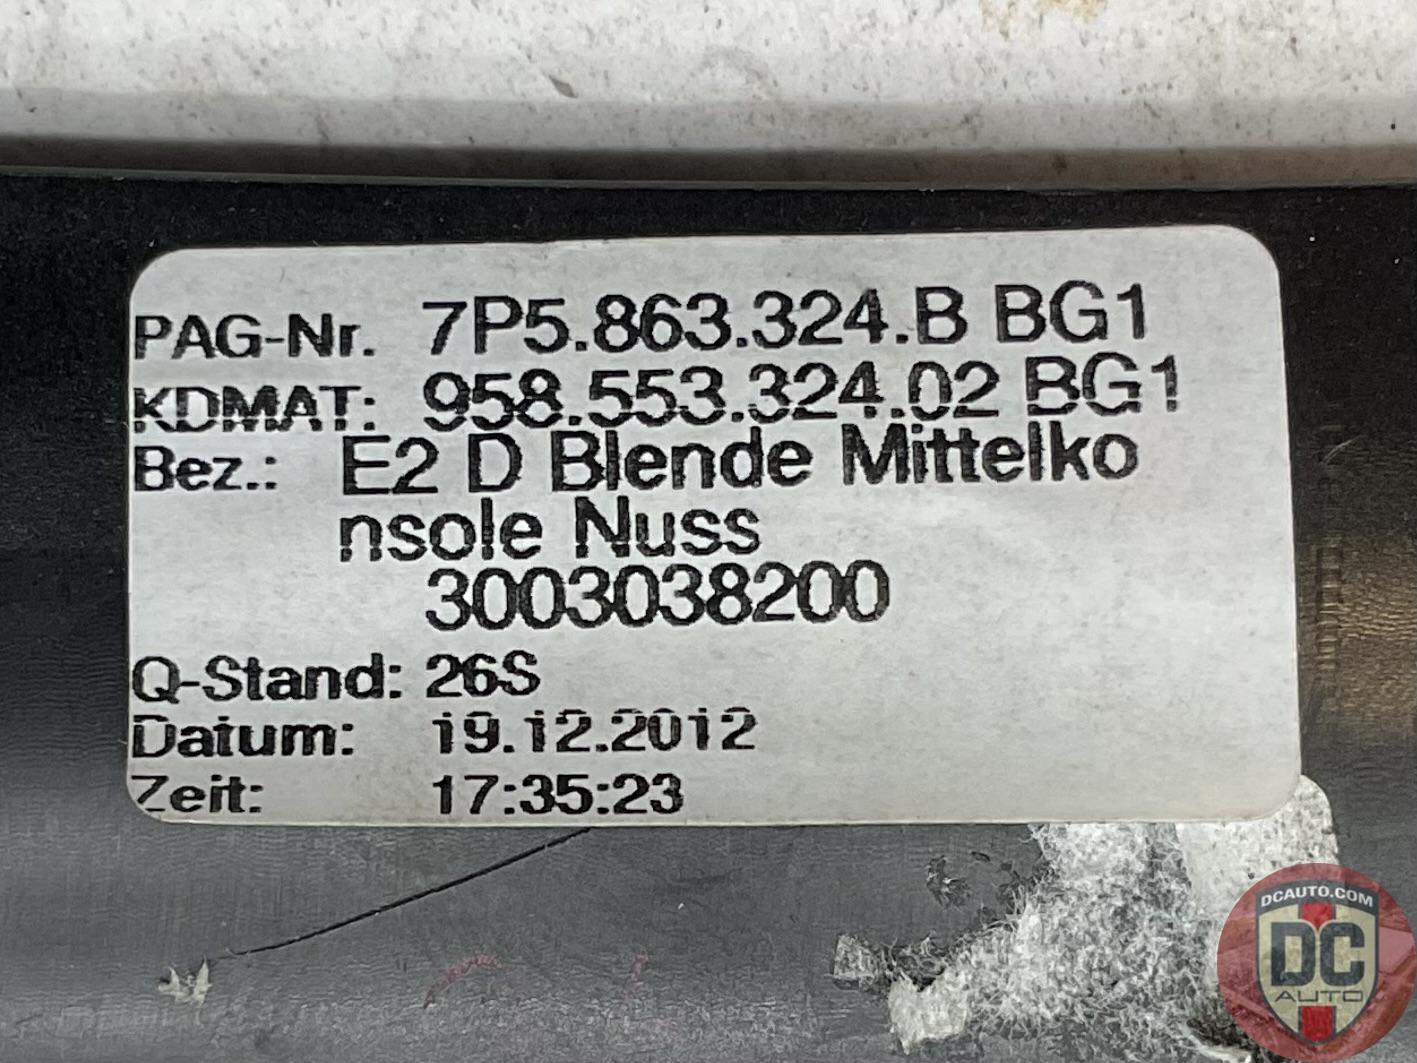 PAG-Nr. 7P5.863.324.B BG1
KDMAT: 958.553.324.02 BG1
Bez.: E2 D Blende Mittelko
nsole Nuss
3003038200
Q-Stand: 26S
Datum: 19.12.2012
Zeit: 17:35:23
DCAUTO.COM
DC
AUTO